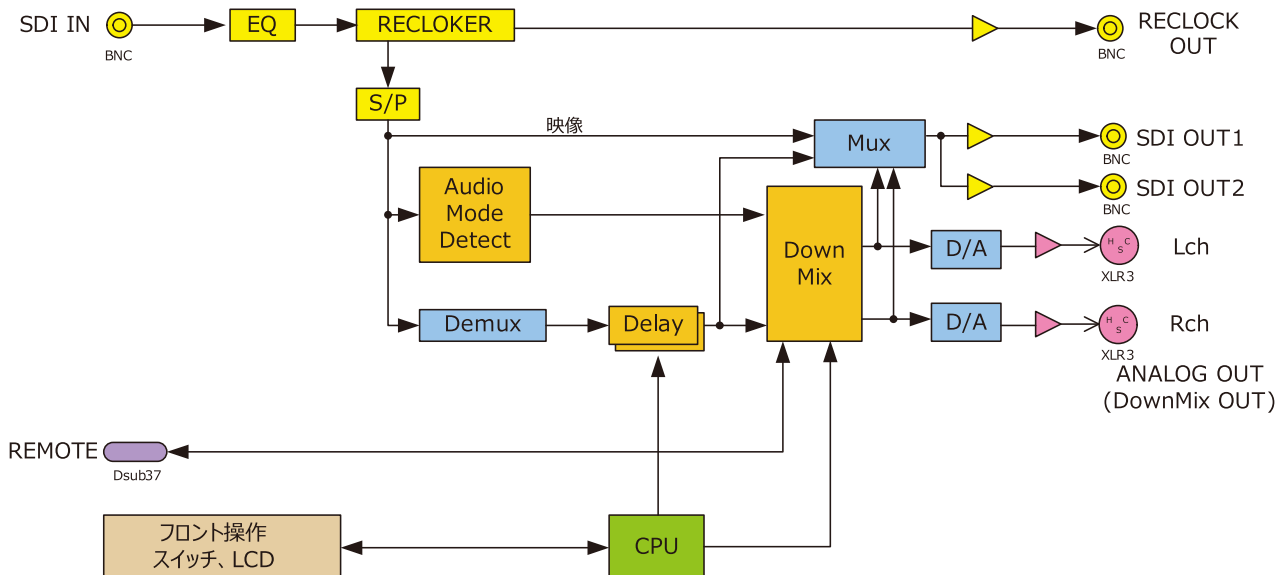 SDI IN
BNC
EQ
RECLOKER
BNC
RECLOCK
OUT
S/P
映像
Mux
SDI OUT1
BNC
SDI OUT2
BNC
Audio
Mode
Detect
Down
Mix
D/A
H C
S
XLR3
Lch
Demux
Delay
D/A
H C
S
XLR3
Rch
ANALOG OUT
(DownMix OUT)
REMOTE
Dsub37
フロント操作
スイッチ、LCD
CPU